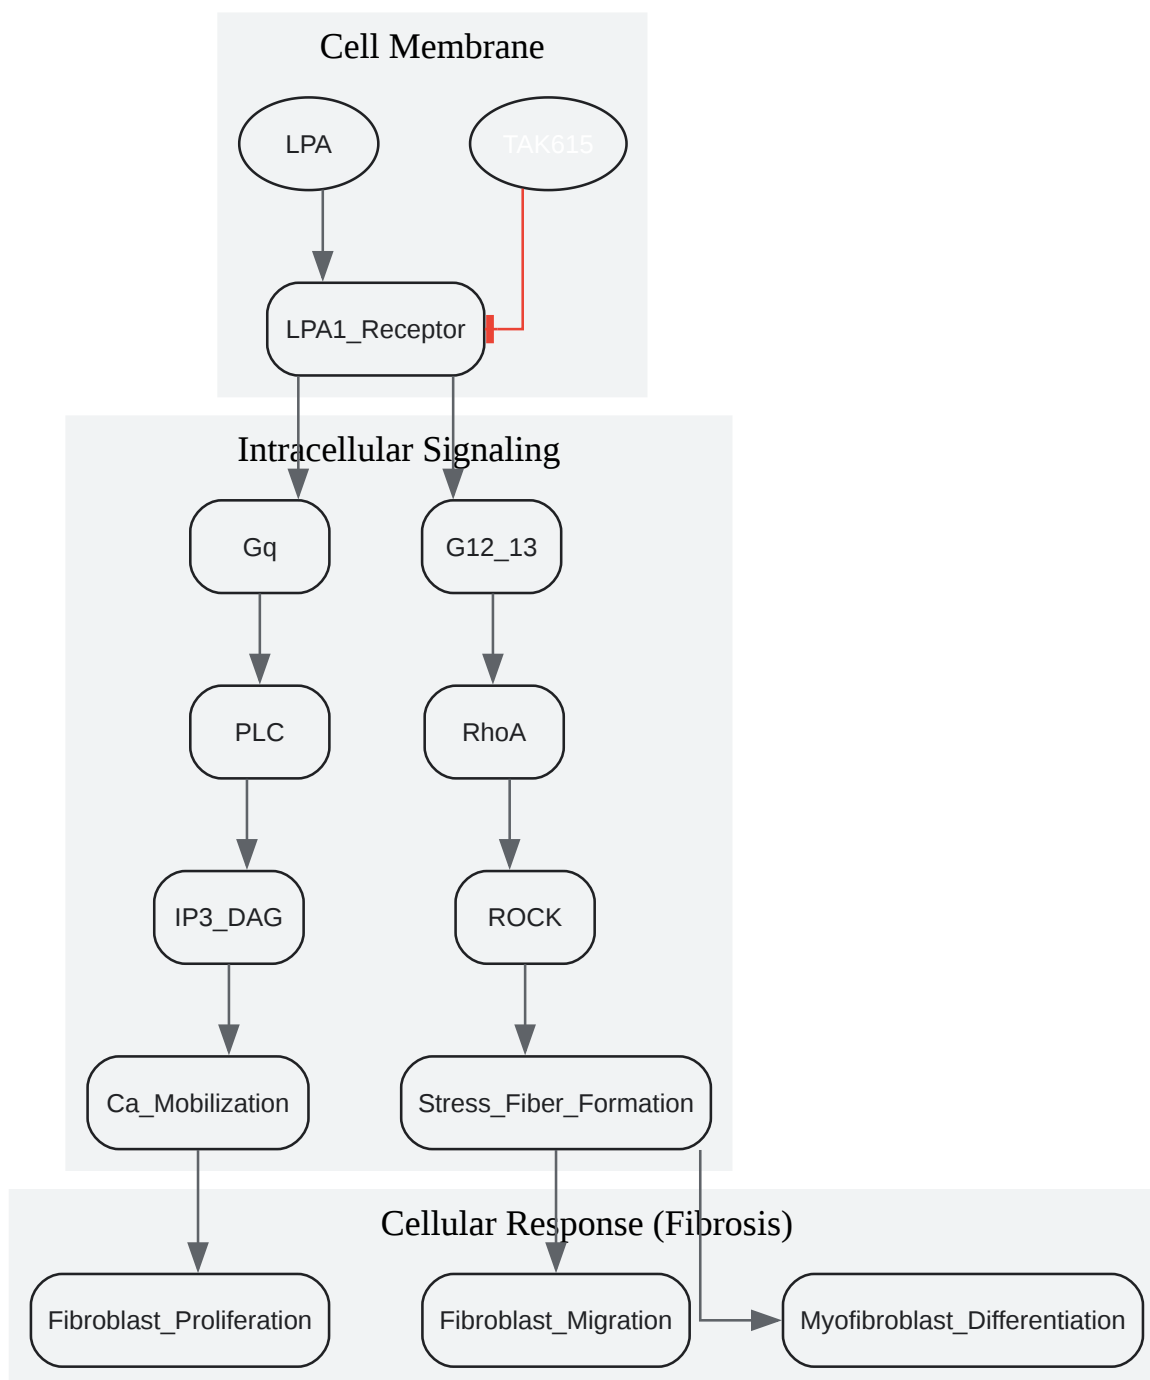 Cell Membrane
LPA
TAK615
LPA1_Receptor
Intracellular Signaling
Gq
G12_13
PLC
RhoA
IP3_DAG
ROCK
Ca_Mobilization
Stress_Fiber_Formation
Cellular Response (Fibrosis)
Fibroblast_Proliferation
Fibroblast_Migration
Myofibroblast_Differentiation